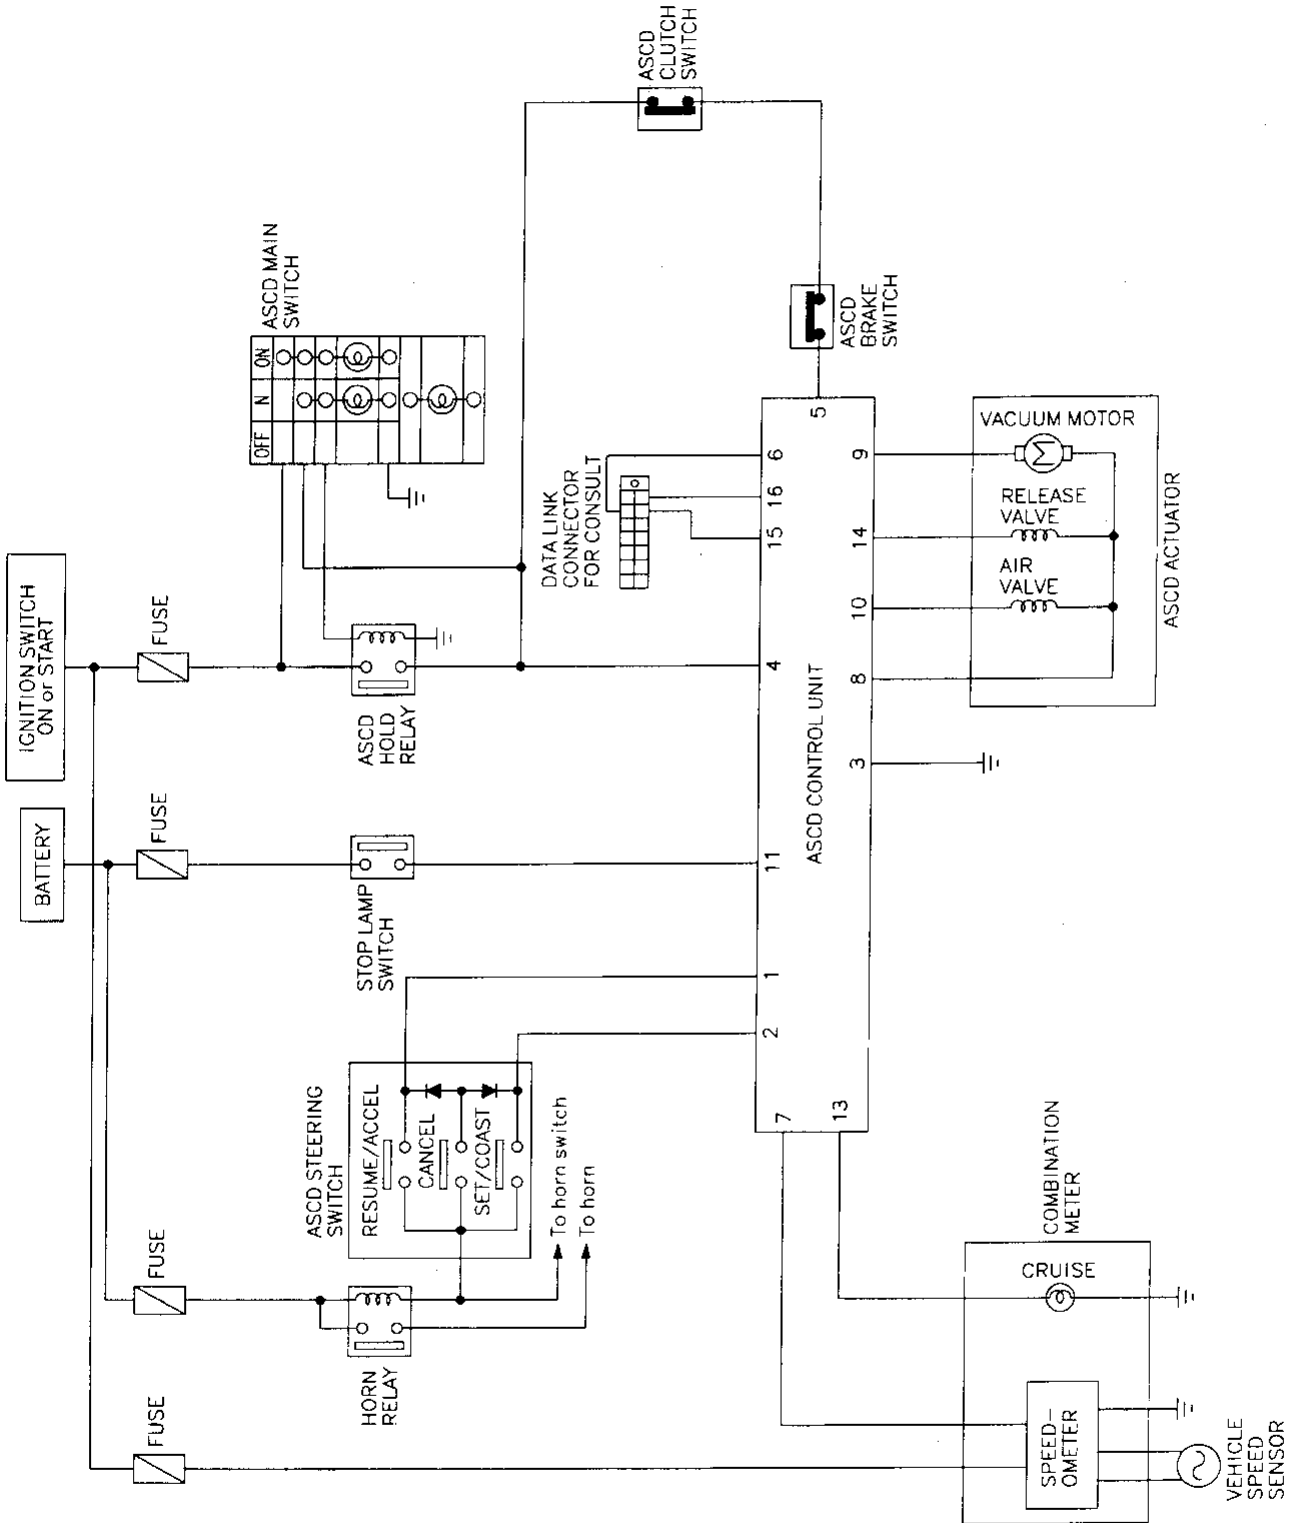 IGNITION SWITCH
ON or START
BATTERY
FUSE
FUSE
FUSE
FUSE
ASCD MAIN
SWITCH
OFF
N
ON
ASCD
CLUTCH
SWITCH
ASCD
HOLD
RELAY
STOP LAMP
SWITCH
ASCD STEERING
SWITCH
RESUME/ACCEL
CANCEL
SET/COAST
HORN
RELAY
To horn switch
To horn
DATA LINK
CONNECTOR
FOR CONSULT
ASCD
BRAKE
SWITCH
5
6
16
15
4
11
1
2
7
13
ASCD CONTROL UNIT
9
14
10
8
3
VACUUM MOTOR
M
RELEASE
VALVE
AIR
VALVE
ASCD ACTUATOR
COMBINATION
METER
CRUISE
SPEED-
OMETER
VEHICLE
SPEED
SENSOR